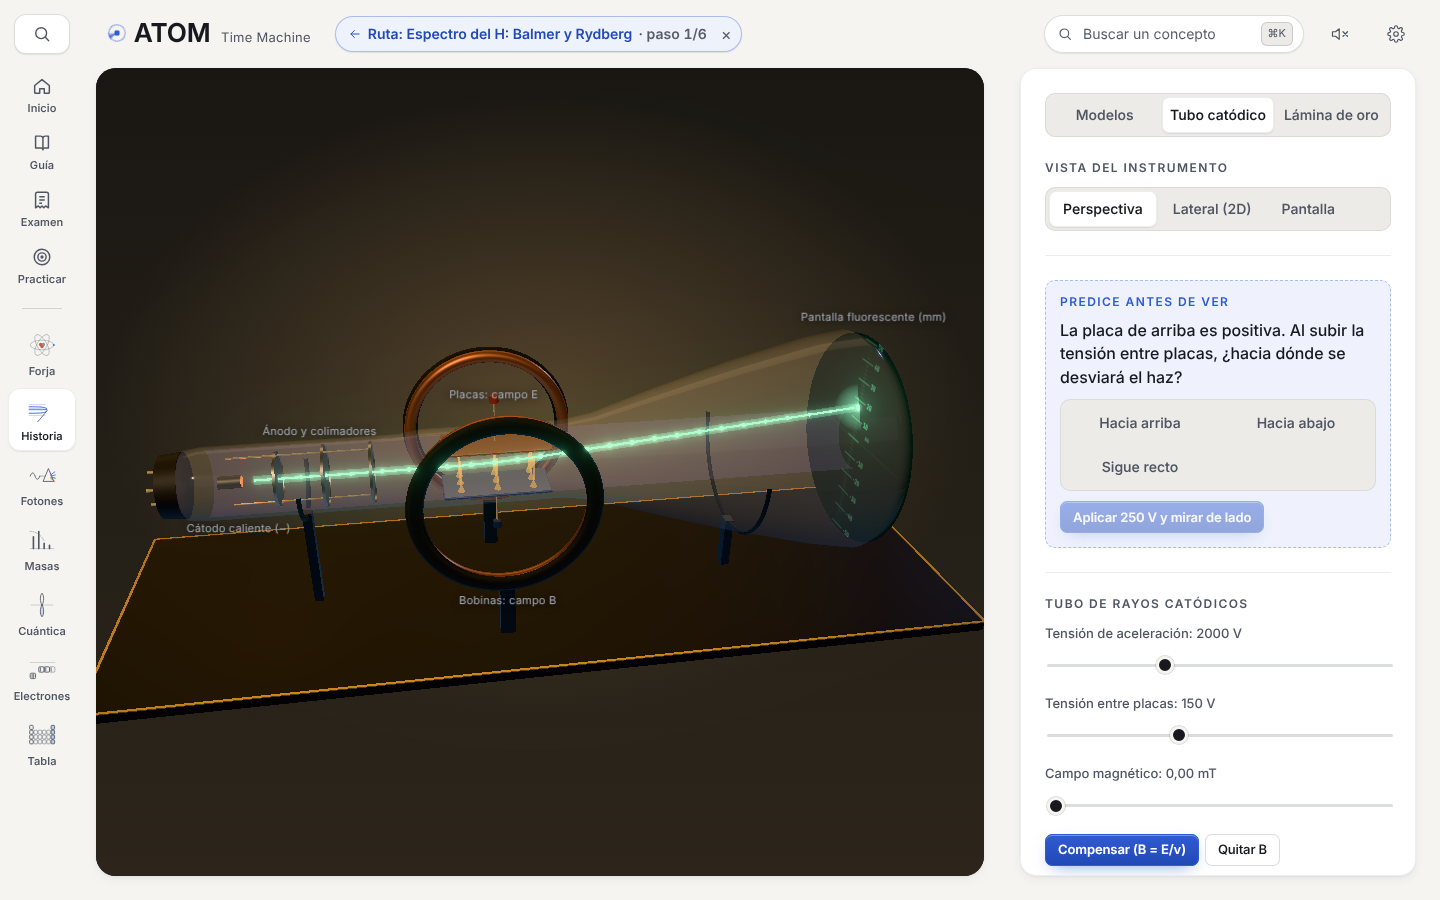 ATOM Time Machine
← Ruta: Espectro del H: Balmer y Rydberg · paso 1/6 ×
Buscar un concepto ⌘K
Inicio
Guía
Examen
Practicar
Forja
Historia
Fotones
Masas
Cuántica
Electrones
Tabla
Pantalla fluorescente (mm)
Placas: campo E
Ánodo y colimadores
Cátodo caliente (−)
Bobinas: campo B
Modelos Tubo catódico Lámina de oro
VISTA DEL INSTRUMENTO
Perspectiva Lateral (2D) Pantalla
PREDICE ANTES DE VER
La placa de arriba es positiva. Al subir la
tensión entre placas, ¿hacia dónde se
desviará el haz?
Hacia arriba Hacia abajo
Sigue recto
Aplicar 250 V y mirar de lado
TUBO DE RAYOS CATÓDICOS
Tensión de aceleración: 2000 V
Tensión entre placas: 150 V
Campo magnético: 0,00 mT
Compensar (B = E/v) Quitar B